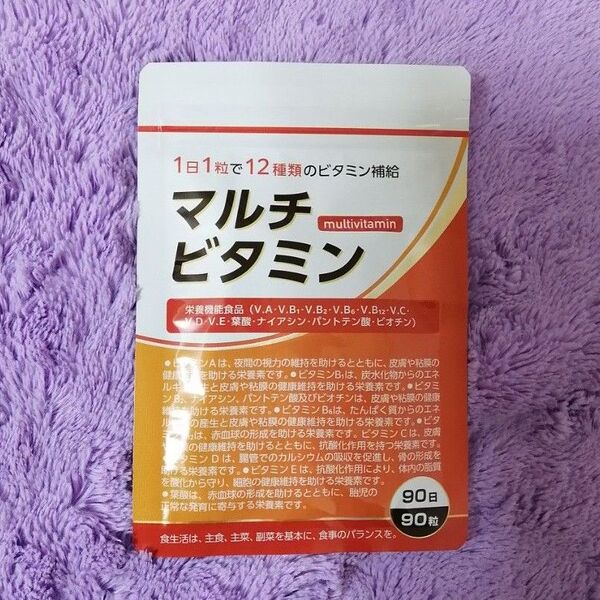 1日1粒で12種類のビタミン補給
マルチ
multivitamin
ビタミン
栄養機能食品(V.A・V.B1・V.B2・V.B6・V.B12・V.C・
V.D・V.E・葉酸・ナイアシン・パントテン酸・ビオチン)
●ビタミンAは、夜間の視力の維持を助けるとともに、皮膚や粘膜の
健康維持を助ける栄養素です。●ビタミンB1は、炭水化物からのエネ
ルギー産生と皮膚や粘膜の健康維持を助ける栄養素です。●ビタミ
ンB2、ナイアシン、パントテン酸及びビオチンは、皮膚や粘膜の健康
維持を助ける栄養素です。●ビタミンB6は、たんぱく質からのエネ
ルギーの産生と皮膚や粘膜の健康維持を助ける栄養素です。●ビタ
ミンB12は、赤血球の形成を助ける栄養素です。ビタミンCは、皮膚
や粘膜の健康維持を助けるとともに、抗酸化作用を持つ栄養素です。
●ビタミンDは、腸管でのカルシウムの吸収を促進し、骨の形成を
助ける栄養素です。●ビタミンEは、抗酸化作用により、体内の脂質
を酸化から守り、細胞の健康維持を助ける栄養素です。
●葉酸は、赤血球の形成を助けるとともに、胎児の
正常な発育に寄与する栄養素です。
90日
90粒
食生活は、主食、主菜、副菜を基本に、食事のバランスを。